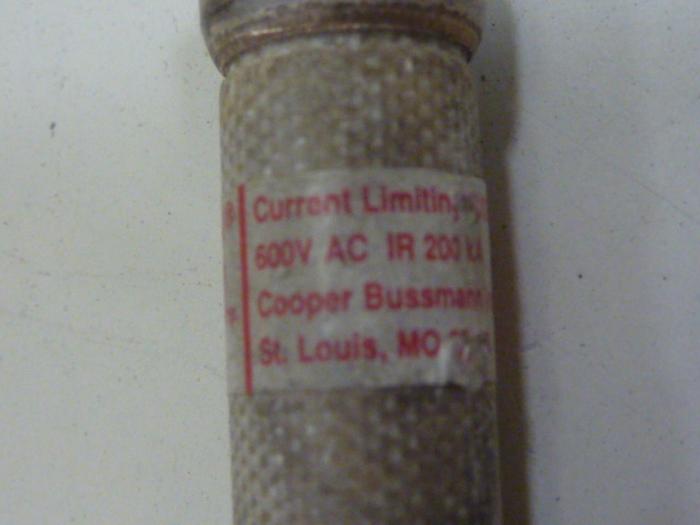 Current Limiting
600V AC IR 200 kA
Cooper Bussmann
St. Louis, MO